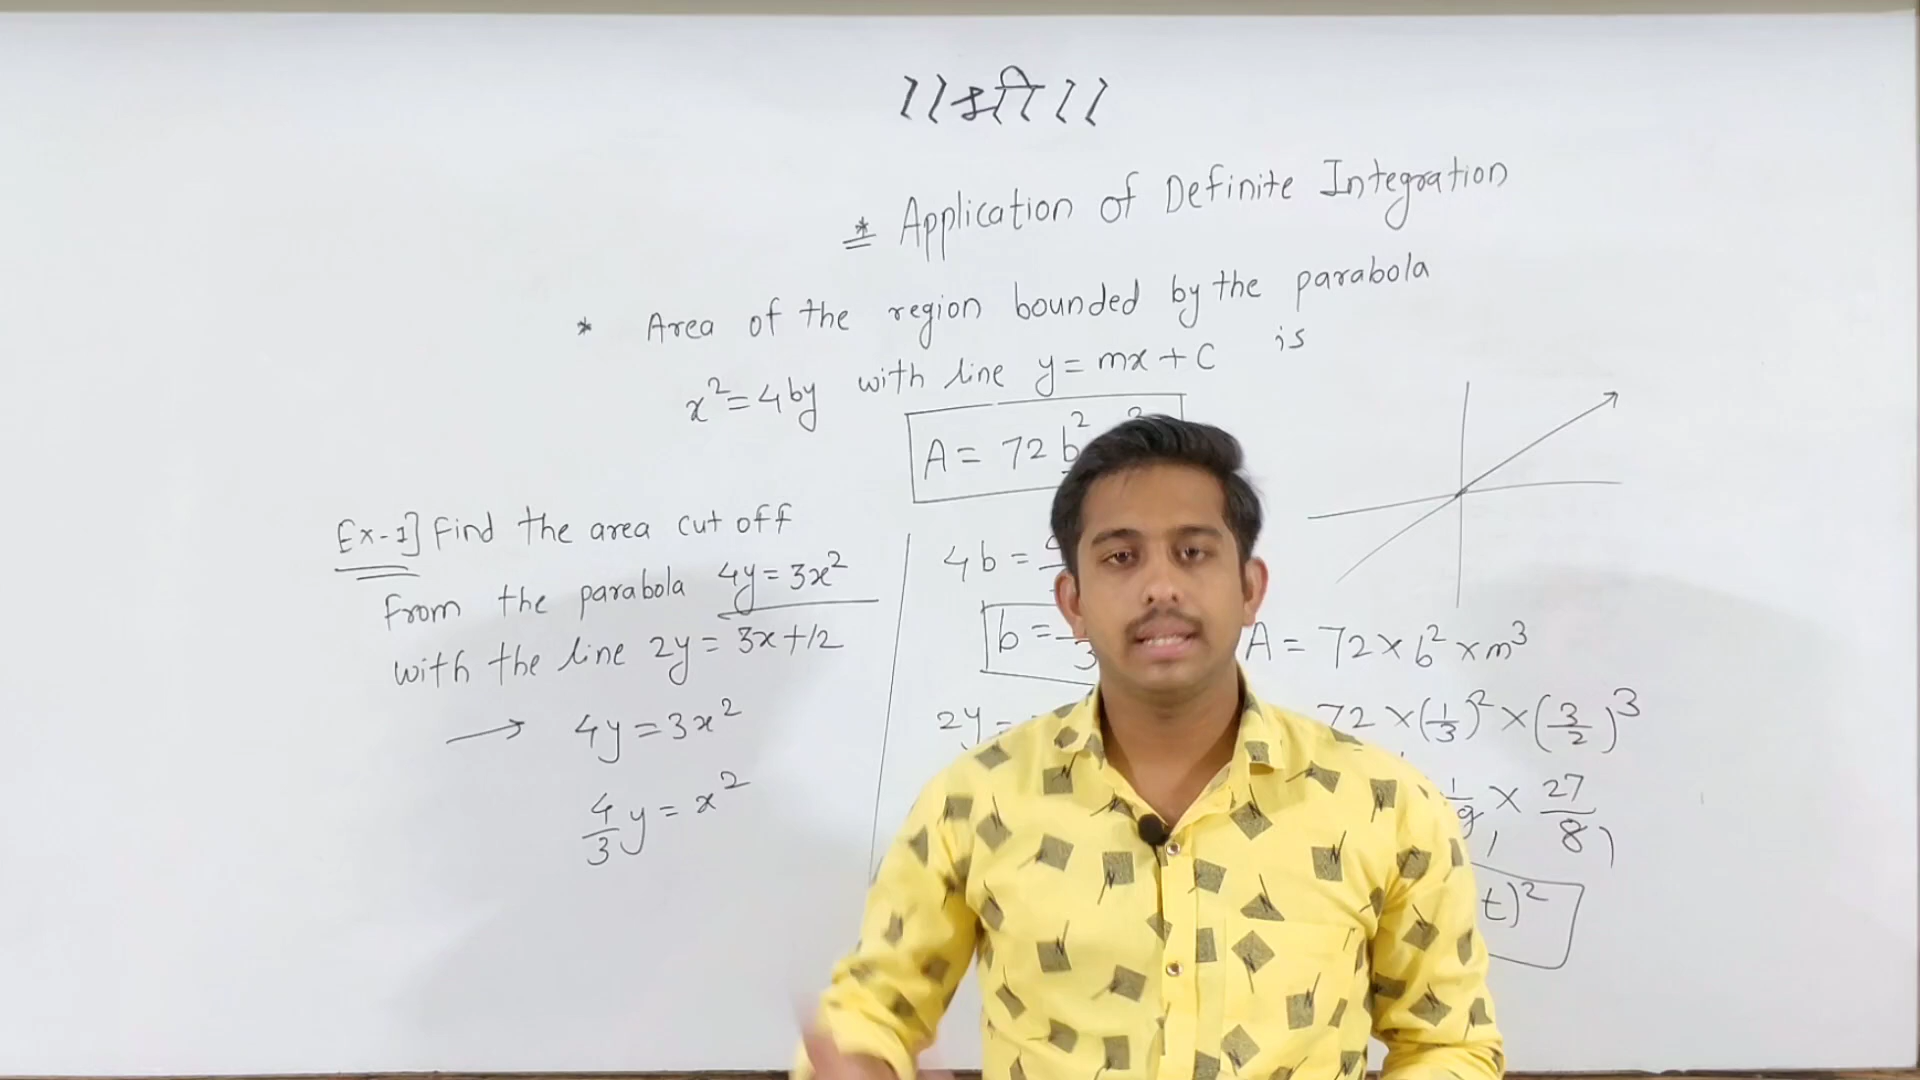 ।। श्री ।।
* Application of Definite Integration
* Area of the region bounded by the parabola
x²=4by with line y=mx+C is
A = 72 b²
Ex-1] Find the area cut off
from the parabola 4y=3x²
with the line 2y=3x+12
→ 4y=3x²
4/3 y = x²
4b =
b = 3
2y =
A = 72×b²×m³
72×(1/3)²×(3/2)³
1/9 × 27/8
t)²